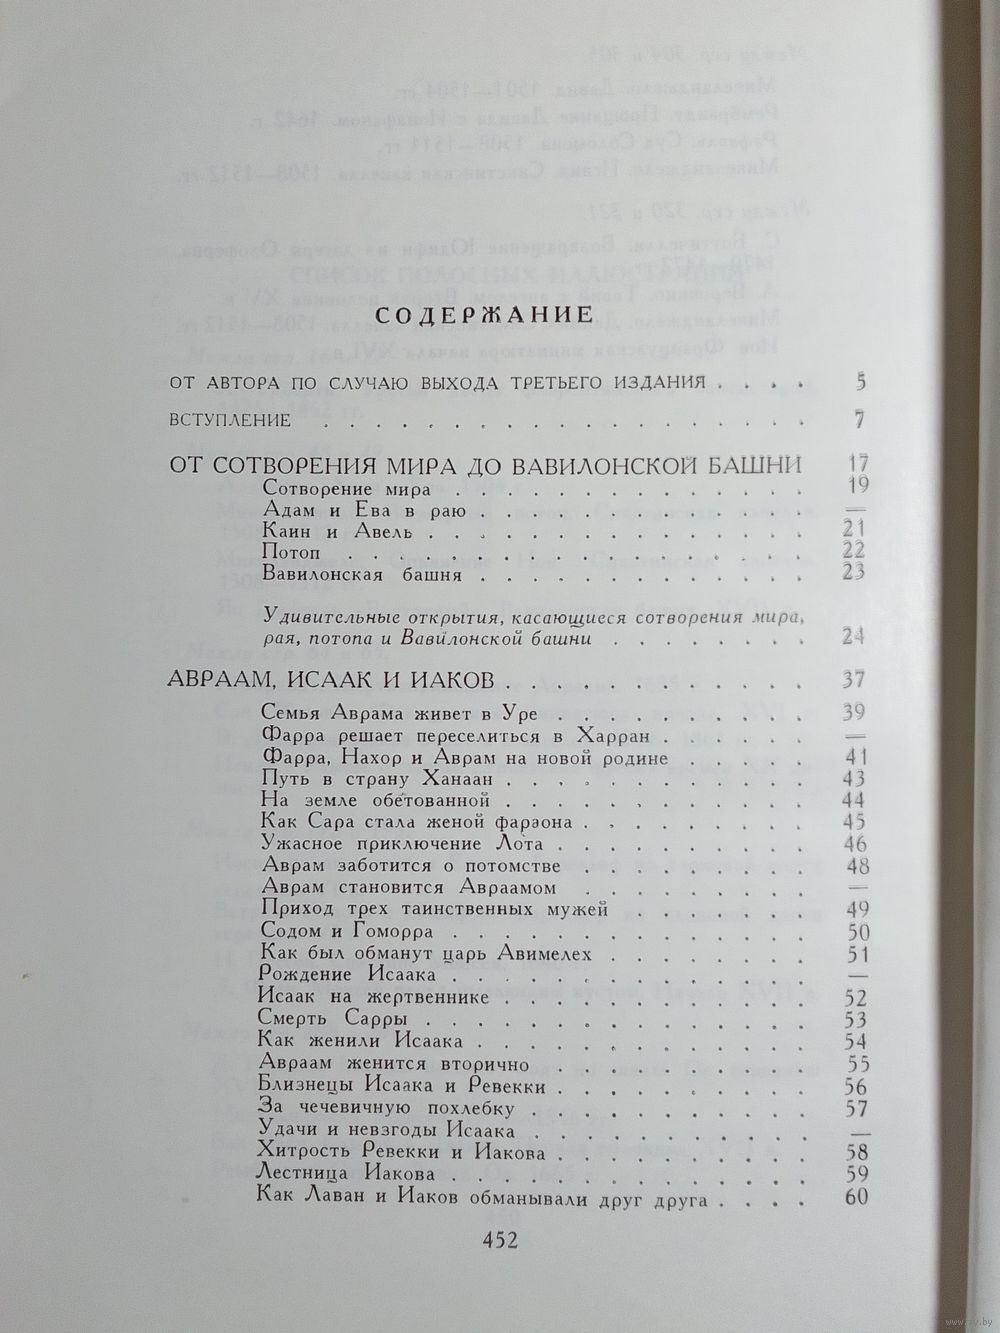 СОДЕРЖАНИЕ
ОТ АВТОРА ПО СЛУЧАЮ ВЫХОДА ТРЕТЬЕГО ИЗДАНИЯ . . . . 5
ВСТУПЛЕНИЕ . . . . . . . . . . . . . . . . . . . 7
ОТ СОТВОРЕНИЯ МИРА ДО ВАВИЛОНСКОЙ БАШНИ 17
Сотворение мира . . . . . . . . . . . . . . 19
Адам и Ева в раю . . . . . . . . . . . . . —
Каин и Авель . . . . . . . . . . . . . . . 21
Потоп . . . . . . . . . . . . . . . . . . 22
Вавилонская башня . . . . . . . . . . . . . 23
Удивительные открытия, касающиеся сотворения мира,
рая, потопа и Вавилонской башни . . . . . . . . 24
АВРААМ, ИСААК И ИАКОВ . . . . . . . . . . . . 37
Семья Аврама живет в Уре . . . . . . . . . . 39
Фарра решает переселиться в Харран . . . . . . —
Фарра, Нахор и Аврам на новой родине . . . . . 41
Путь в страну Ханаан . . . . . . . . . . . . 43
На земле обетованной . . . . . . . . . . . . 44
Как Сара стала женой фараона . . . . . . . . . 45
Ужасное приключение Лота . . . . . . . . . . 46
Аврам заботится о потомстве . . . . . . . . . 48
Аврам становится Авраамом . . . . . . . . . —
Приход трех таинственных мужей . . . . . . . 49
Содом и Гоморра . . . . . . . . . . . . . . 50
Как был обманут царь Авимелех . . . . . . . . 51
Рождение Исаака . . . . . . . . . . . . . . —
Исаак на жертвеннике . . . . . . . . . . . . 52
Смерть Сарры . . . . . . . . . . . . . . . 53
Как женили Исаака . . . . . . . . . . . . . 54
Авраам женится вторично . . . . . . . . . . 55
Близнецы Исаака и Ревекки . . . . . . . . . . 56
За чечевичную похлебку . . . . . . . . . . . 57
Удачи и невзгоды Исаака . . . . . . . . . . . —
Хитрость Ревекки и Иакова . . . . . . . . . . 58
Лестница Иакова . . . . . . . . . . . . . . 59
Как Лаван и Иаков обманывали друг друга . . . . 60
452